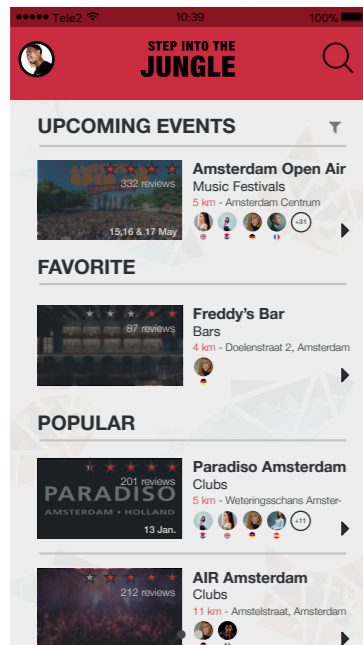 Tele2
10:39
100%
STEP INTO THE
JUNGLE
UPCOMING EVENTS
332 reviews
15,16 & 17 May
Amsterdam Open Air
Music Festivals
5 km - Amsterdam Centrum
+31
FAVORITE
87 reviews
Freddy's Bar
Bars
4 km - Doelenstraat 2, Amsterdam
POPULAR
201 reviews
PARADISO
AMSTERDAM • HOLLAND
13 Jan.
Paradiso Amsterdam
Clubs
5 km - Weteringsschans Amster-
+11
212 reviews
AIR Amsterdam
Clubs
11 km - Amstelstraat, Amsterdam